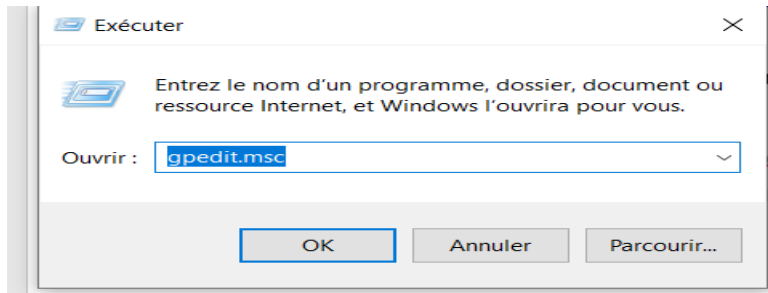 Exécuter
Entrez le nom d'un programme, dossier, document ou
ressource Internet, et Windows l'ouvrira pour vous.
Ouvrir : gpedit.msc
OK Annuler Parcourir...